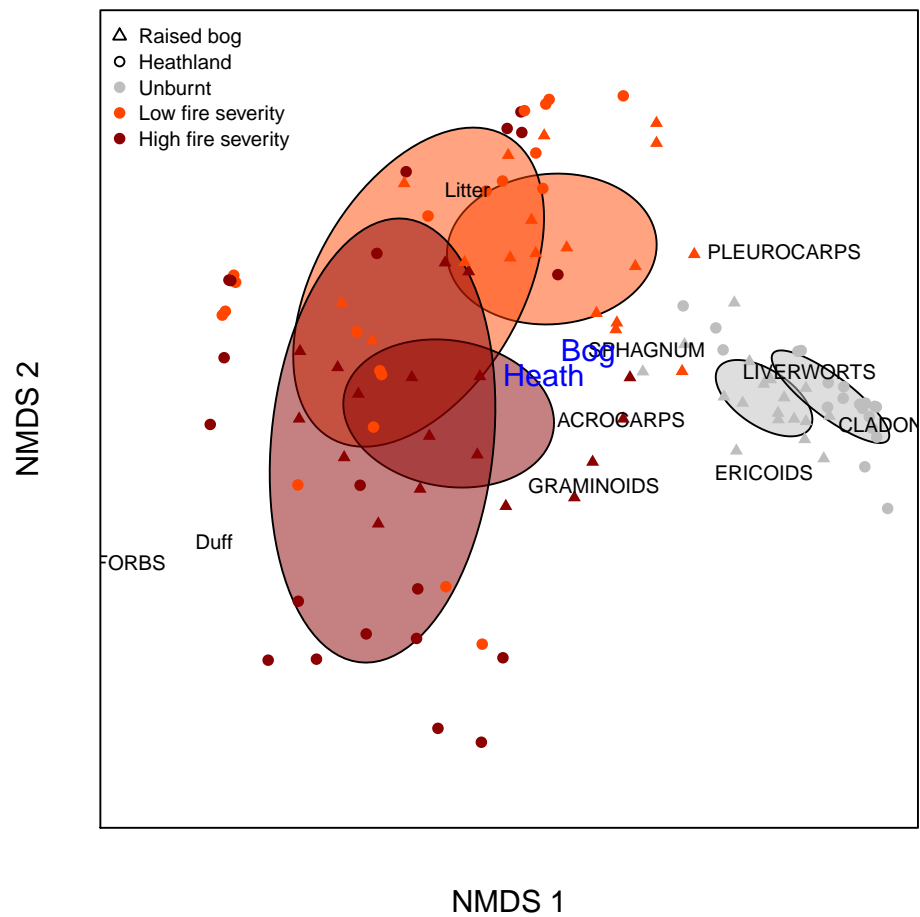 Raised bog
Heathland
Unburnt
Low fire severity
High fire severity
Litter
PLEUROCARPS
Bog
SPHAGNUM
Heath
LIVERWORTS
ACROCARPS
CLADON
ERICOIDS
GRAMINOIDS
Duff
FORBS
NMDS 2
NMDS 1